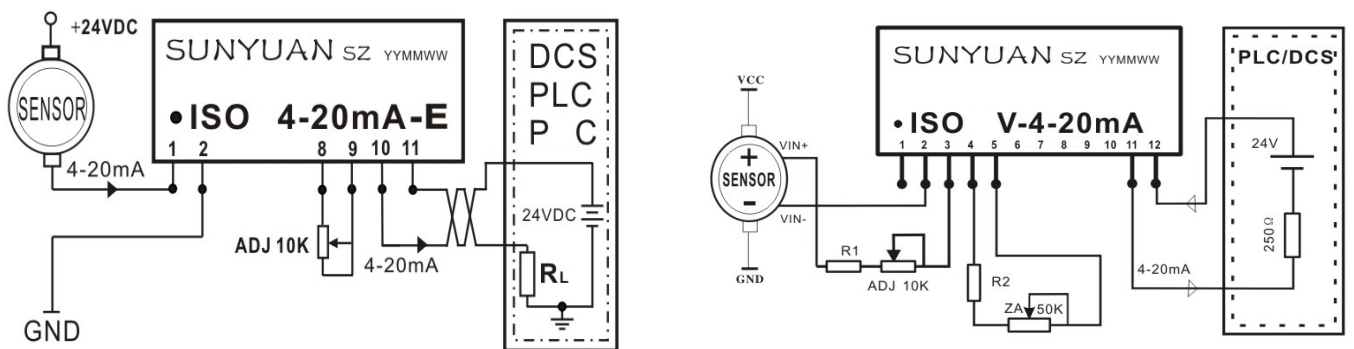 +24VDC
SENSOR
4-20mA
GND
SUNYUAN SZ YYMMWW
•ISO 4-20mA-E
1 2 8 9 10 11
ADJ 10K
4-20mA
DCS
PLC
P C
24VDC
RL
VCC
+
SENSOR
-
GND
VIN+
VIN-
SUNYUAN SZ YYMMWW
•ISO V-4-20mA
1 2 3 4 5 6 7 8 9 10 11 12
R1
ADJ 10K
R2
ZA 50K
4-20mA
PLC/DCS
24V
250Ω